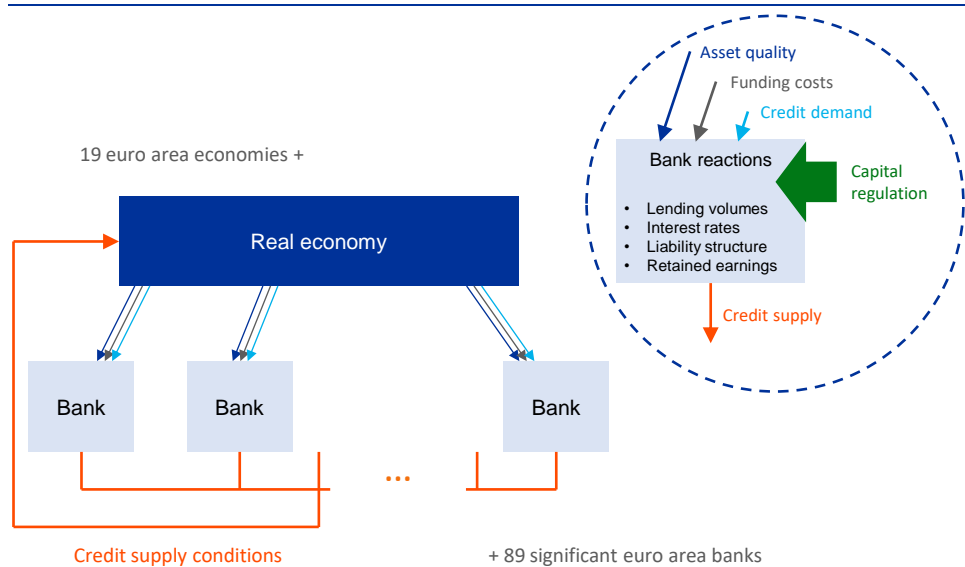 Asset quality
Funding costs
Credit demand
19 euro area economies +
Bank reactions
Capital
regulation
• Lending volumes
• Interest rates
• Liability structure
• Retained earnings
Real economy
Credit supply
Bank
Bank
Bank
...
Credit supply conditions
+ 89 significant euro area banks